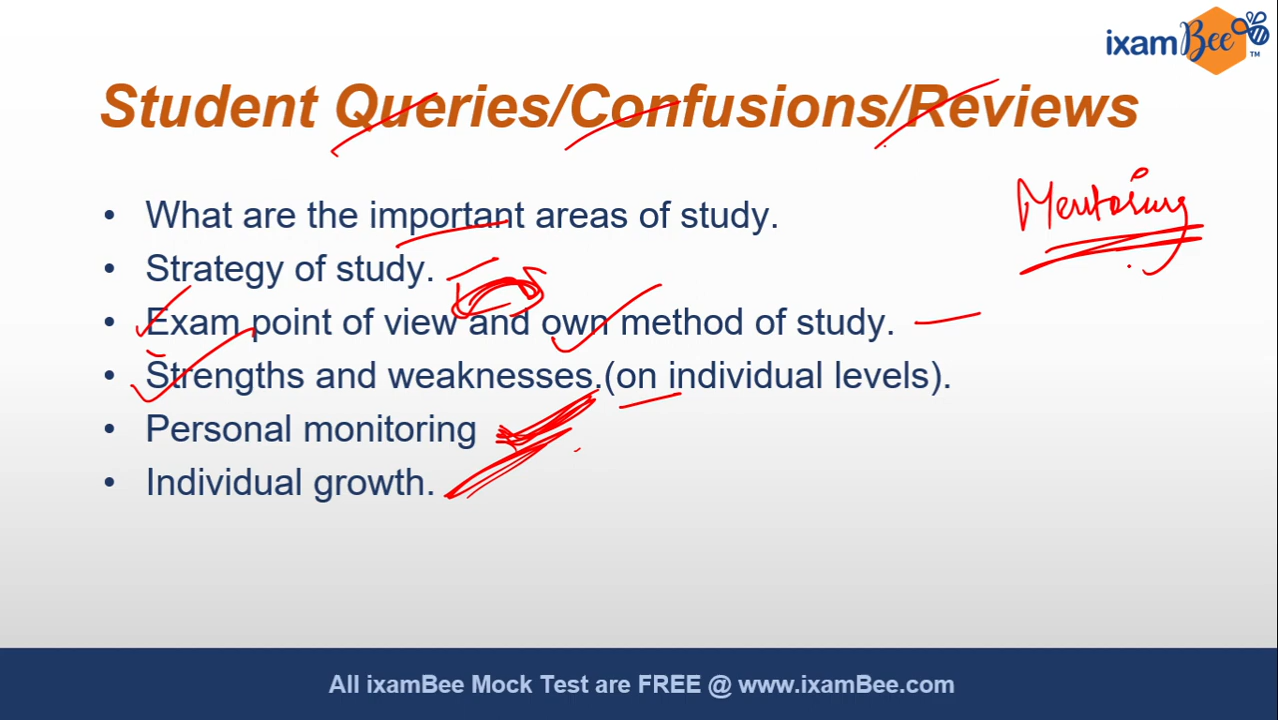 ixamBee™
Student Queries/Confusions/Reviews
Mentoring
• What are the important areas of study.
• Strategy of study.
• Exam point of view and own method of study.
• Strengths and weaknesses.(on individual levels).
• Personal monitoring
• Individual growth.
All ixamBee Mock Test are FREE @ www.ixamBee.com